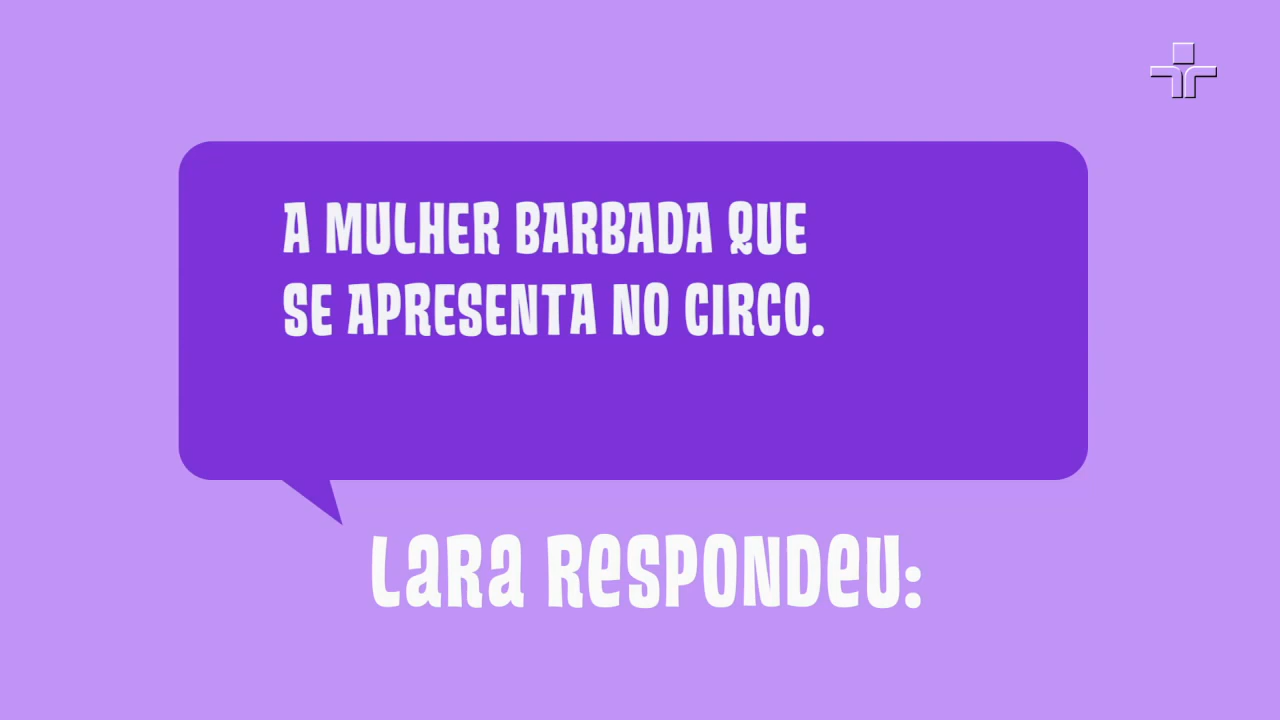 A MULHER BARBADA QUE
SE APRESENTA NO CIRCO.
LARA RESPONDEU: